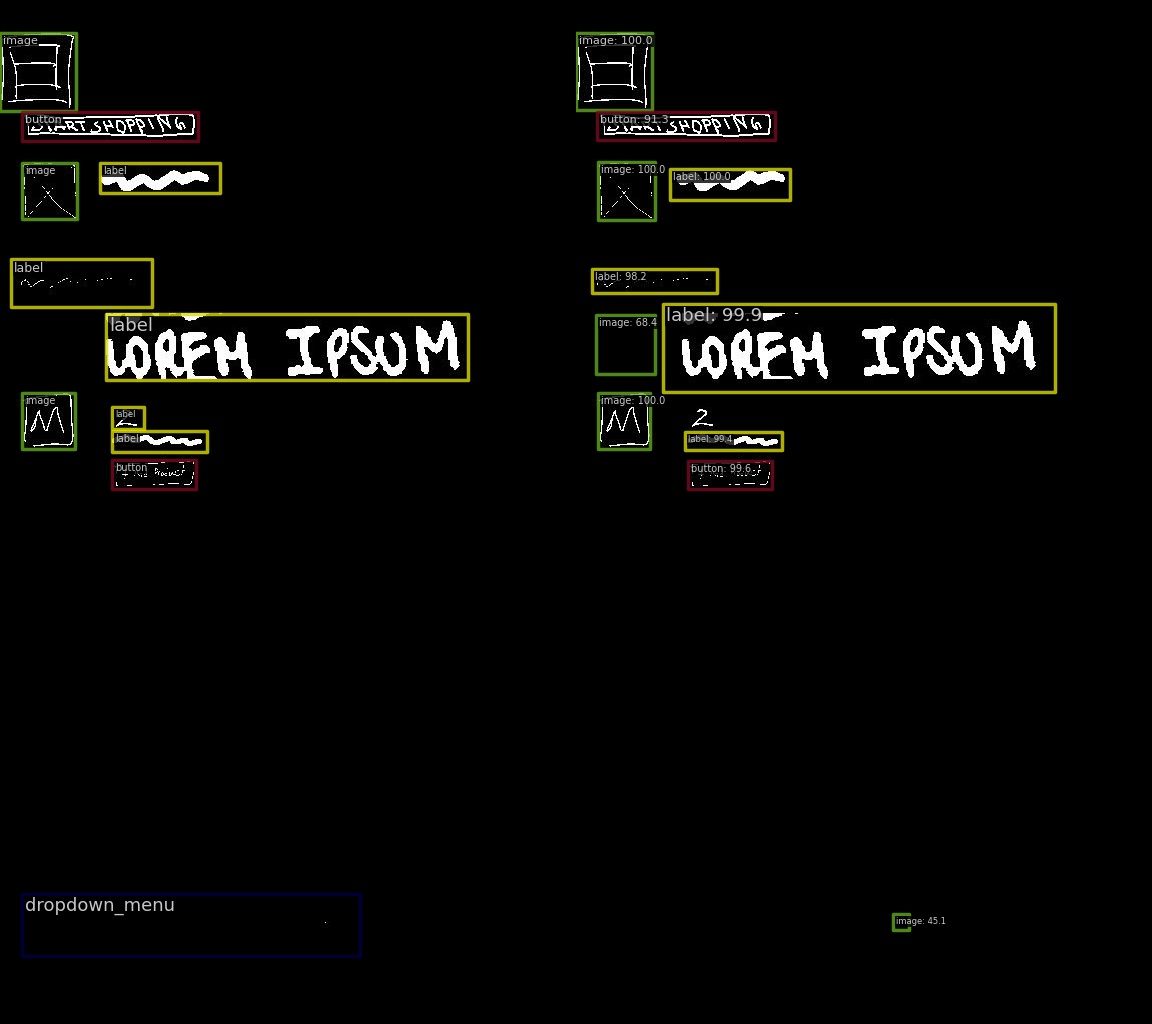 image image: 100.0
button button: 91.3
START SHOPPING START SHOPPING
image label image: 100.0 label: 100.0
label label: 98.2
label image: 68.4 label: 99.9
LOREM IPSUM LOREM IPSUM
image label image: 100.0 2
M M
label label: 99.4
button button: 99.6
dropdown_menu
image: 45.1